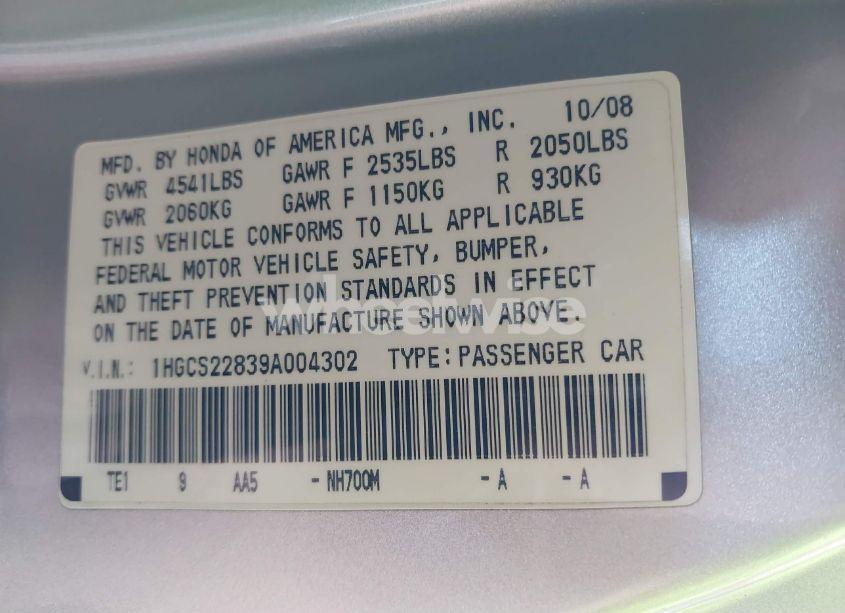 MFD. BY HONDA OF AMERICA MFG., INC. 10/08
GVWR 4541LBS GAWR F 2535LBS R 2050LBS
GVWR 2060KG GAWR F 1150KG R 930KG
THIS VEHICLE CONFORMS TO ALL APPLICABLE
FEDERAL MOTOR VEHICLE SAFETY, BUMPER,
AND THEFT PREVENTION STANDARDS IN EFFECT
ON THE DATE OF MANUFACTURE SHOWN ABOVE.
wheelwise
V.I.N.: 1HGCS22839A004302 TYPE: PASSENGER CAR
TE1 9 AA5 -NH700M -A -A